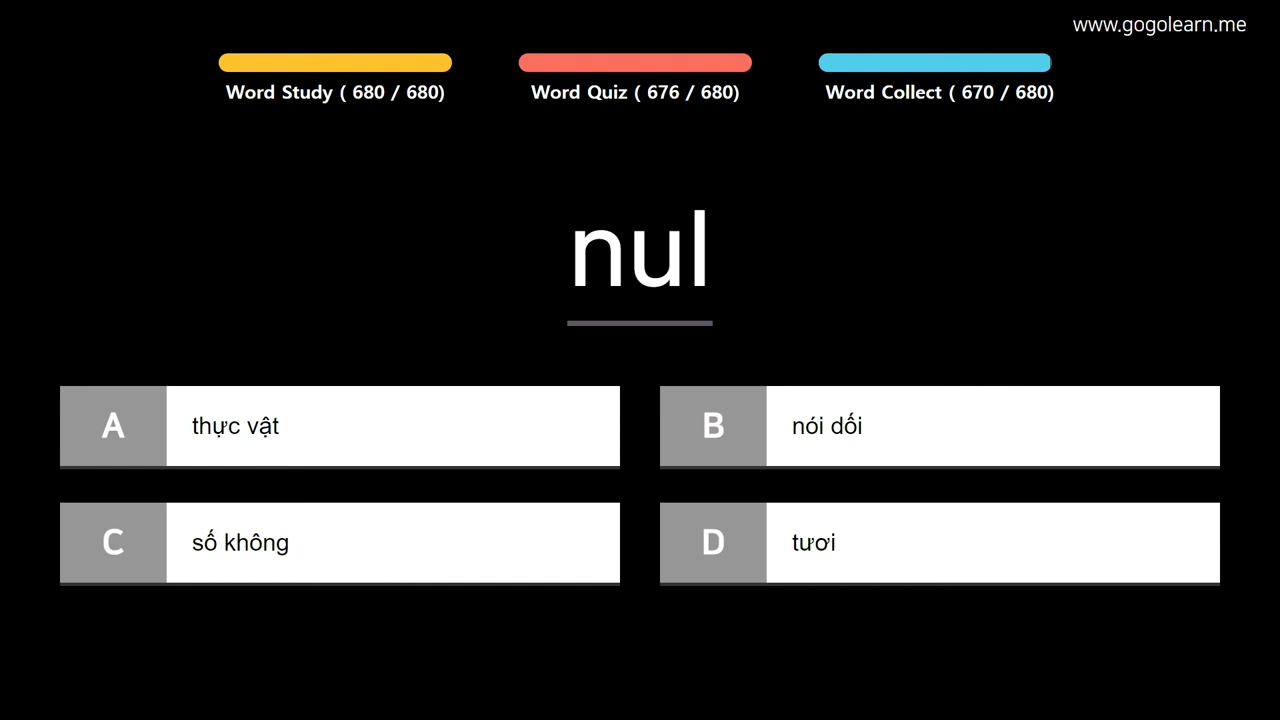 www.gogolearn.me
Word Study ( 680 / 680)
Word Quiz ( 676 / 680)
Word Collect ( 670 / 680)
nul
A thực vật
B nói dối
C số không
D tươi